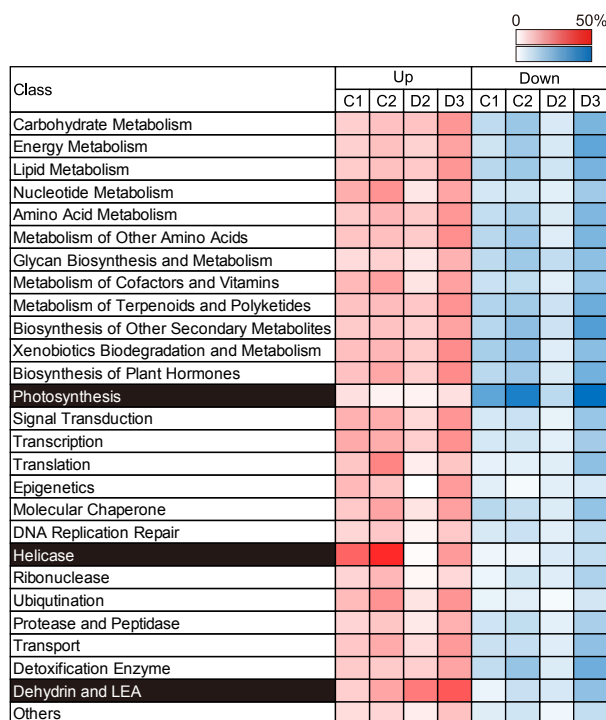 0 50%
Class Up Down
C1 C2 D2 D3 C1 C2 D2 D3
Carbohydrate Metabolism
Energy Metabolism
Lipid Metabolism
Nucleotide Metabolism
Amino Acid Metabolism
Metabolism of Other Amino Acids
Glycan Biosynthesis and Metabolism
Metabolism of Cofactors and Vitamins
Metabolism of Terpenoids and Polyketides
Biosynthesis of Other Secondary Metabolites
Xenobiotics Biodegradation and Metabolism
Biosynthesis of Plant Hormones
Photosynthesis
Signal Transduction
Transcription
Translation
Epigenetics
Molecular Chaperone
DNA Replication Repair
Helicase
Ribonuclease
Ubiqutination
Protease and Peptidase
Transport
Detoxification Enzyme
Dehydrin and LEA
Others